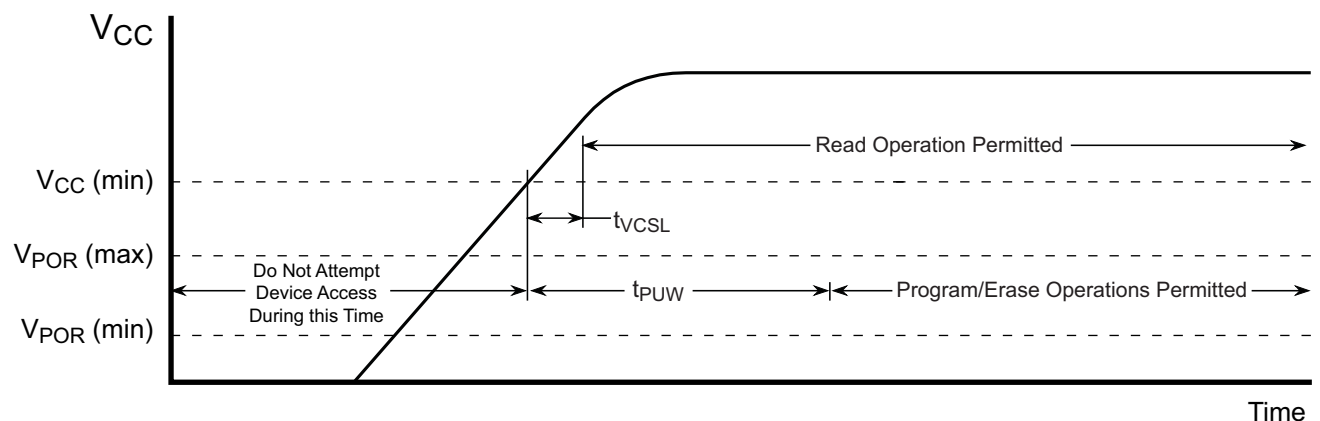 VCC
Read Operation Permitted
VCC (min)
tVCSL
VPOR (max)
Do Not Attempt
Device Access
During this Time
tPUW
Program/Erase Operations Permitted
VPOR (min)
Time